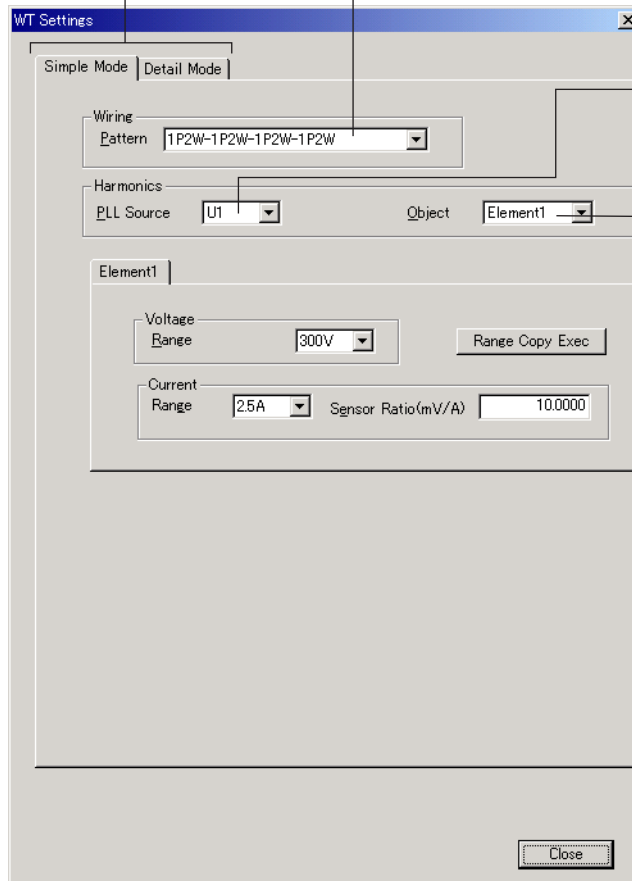 WT Settings
Simple Mode Detail Mode
Wiring
Pattern 1P2W-1P2W-1P2W-1P2W
Harmonics
PLL Source U1 Object Element1
Element1
Voltage
Range 300V Range Copy Exec
Current
Range 2.5A Sensor Ratio(mV/A) 10.0000
Close